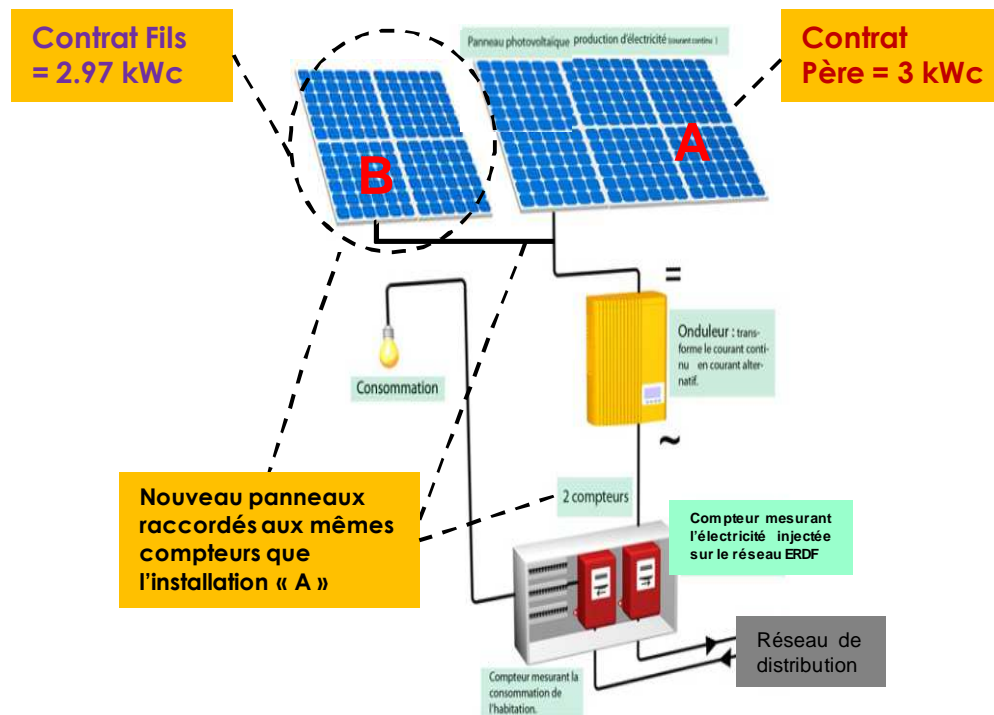 Contrat Fils
= 2.97 kWc
Panneau photovoltaïque production d'électricité (courant continu )
Contrat
Père = 3 kWc
B
A
=
Onduleur : trans-
forme le courant conti-
nu en courant alter-
natif.
~
Consommation
Nouveau panneaux
raccordés aux mêmes
compteurs que
l'installation « A »
2 compteurs
Compteur mesurant
l'électricité injectée
sur le réseau ERDF
Réseau de
distribution
Compteur mesurant la
consommation de
l'habitation.